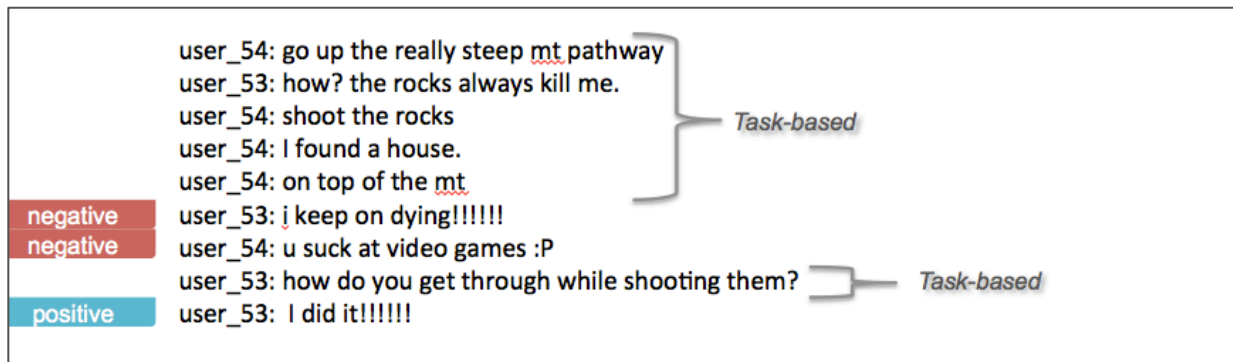 user_54: go up the really steep mt pathway
user_53: how? the rocks always kill me.
user_54: shoot the rocks
Task-based
user_54: I found a house.
user_54: on top of the mt
negative user_53: i keep on dying!!!!!!
negative user_54: u suck at video games :P
user_53: how do you get through while shooting them? Task-based
positive user_53: I did it!!!!!!